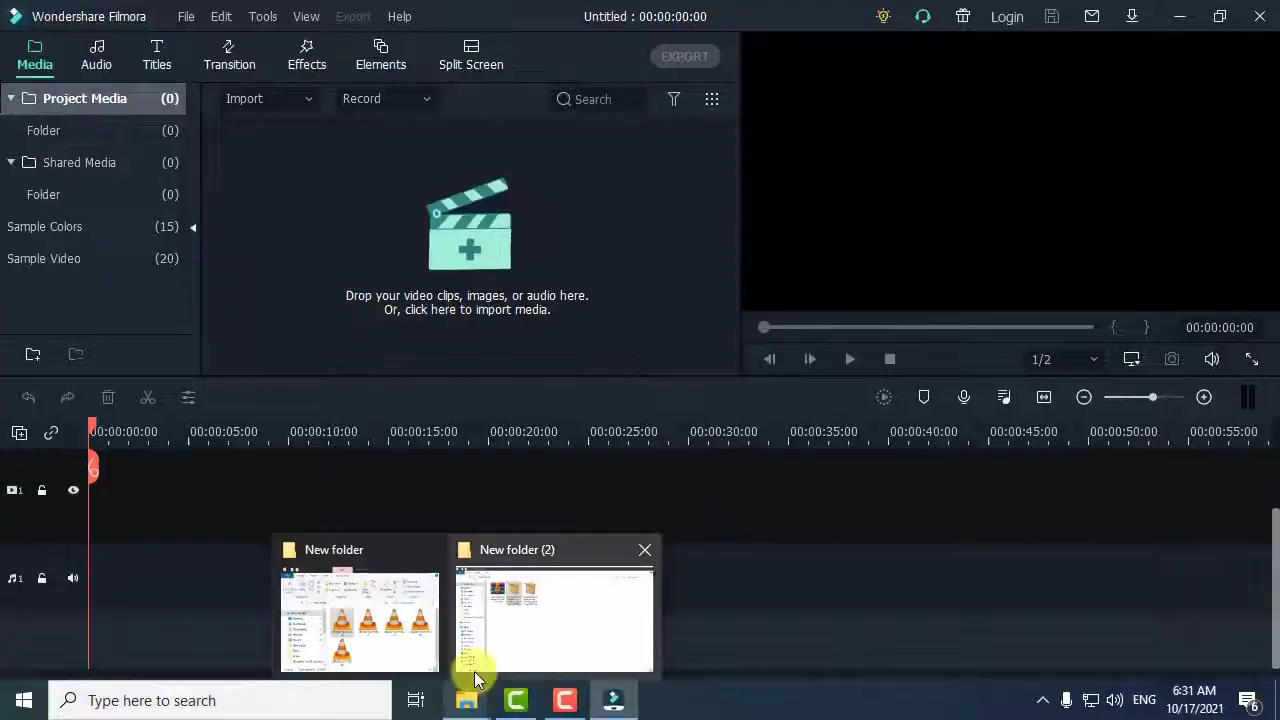 Wondershare Filmora File Edit Tools View Export Help Untitled : 00:00:00:00 Login
Media Audio Titles Transition Effects Elements Split Screen EXPORT
Project Media (0) Import Record Search
Folder (0)
Shared Media (0)
Folder (0)
Sample Colors (15)
Sample Video (20)
Drop your video clips, images, or audio here.
Or, click here to import media.
{ } 00:00:00:00
1/2
00:00:00:00 00:00:05:00 00:00:10:00 00:00:15:00 00:00:20:00 00:00:25:00 00:00:30:00 00:00:35:00 00:00:40:00 00:00:45:00 00:00:50:00 00:00:55:00
1
New folder New folder (2)
1
Type here to search ENG 6:31 AM
10/17/2021 6